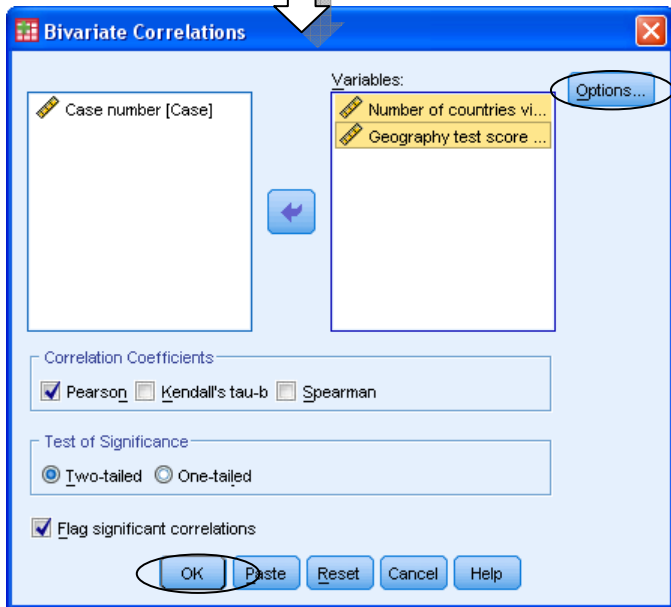 Bivariate Correlations
Variables:
Case number [Case]
Number of countries vi...
Geography test score ...
Options...
Correlation Coefficients
Pearson Kendall's tau-b Spearman
Test of Significance
Two-tailed One-tailed
Flag significant correlations
OK Paste Reset Cancel Help